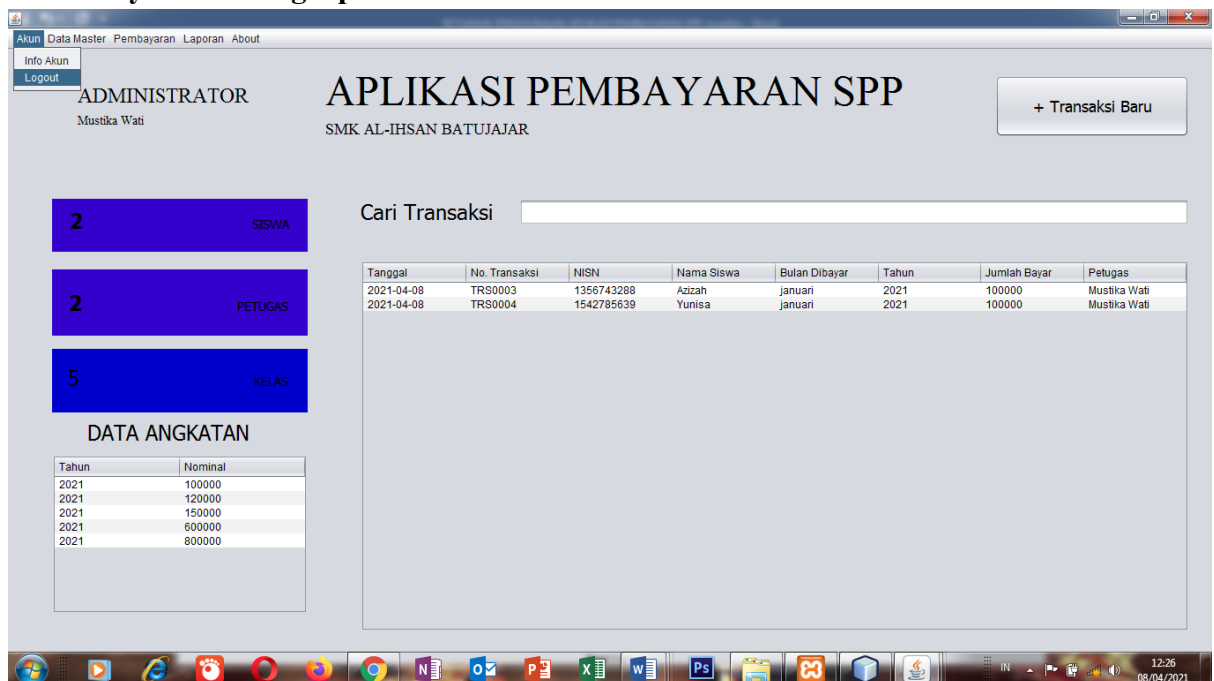 Akun Data Master Pembayaran Laporan About
Info Akun
Logout
ADMINISTRATOR
Mustika Wati
APLIKASI PEMBAYARAN SPP
SMK AL-IHSAN BATUJAJAR
+ Transaksi Baru
2 SISWA
2 PETUGAS
5 KELAS
DATA ANGKATAN
Tahun Nominal
2021 100000
2021 120000
2021 150000
2021 600000
2021 800000
Cari Transaksi
Tanggal No. Transaksi NISN Nama Siswa Bulan Dibayar Tahun Jumlah Bayar Petugas
2021-04-08 TRS0003 1356743288 Azizah januari 2021 100000 Mustika Wati
2021-04-08 TRS0004 1542785639 Yunisa januari 2021 100000 Mustika Wati
IN
12:26
08/04/2021